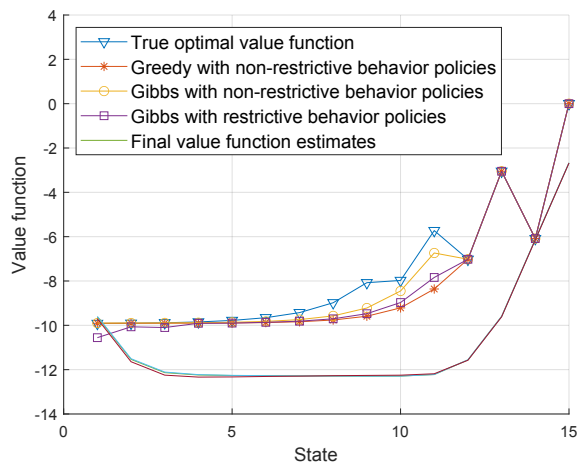 4
2
0
-2
-4
-6
-8
-10
-12
-14
0
5
10
15
State
Value function
True optimal value function
Greedy with non-restrictive behavior policies
Gibbs with non-restrictive behavior policies
Gibbs with restrictive behavior policies
Final value function estimates